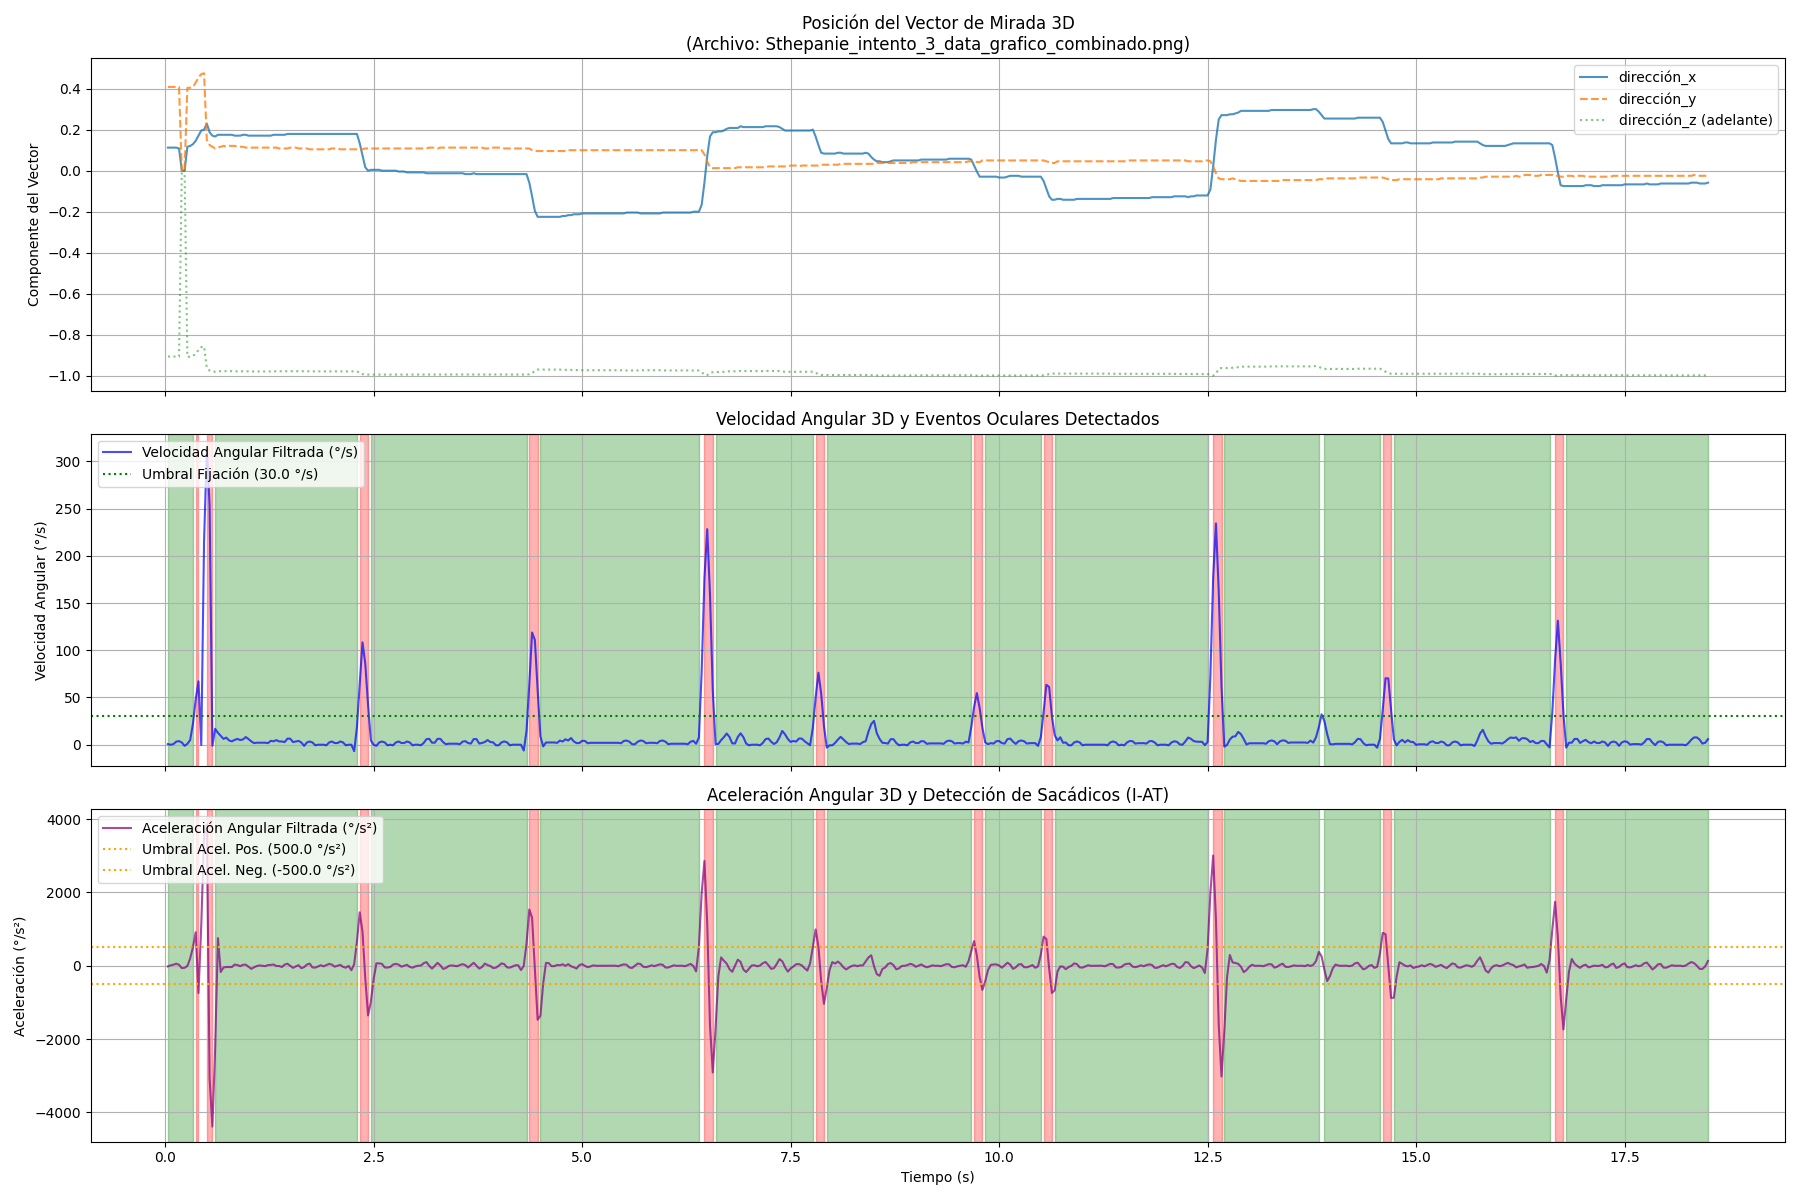 Posición del Vector de Mirada 3D
(Archivo: Sthepanie_intento_3_data_grafico_combinado.png)
Componente del Vector
0.4
0.2
0.0
−0.2
−0.4
−0.6
−0.8
−1.0
dirección_x
dirección_y
dirección_z (adelante)
Velocidad Angular 3D y Eventos Oculares Detectados
Velocidad Angular (°/s)
300
250
200
150
100
50
0
Velocidad Angular Filtrada (°/s)
Umbral Fijación (30.0 °/s)
Aceleración Angular 3D y Detección de Sacádicos (I-AT)
Aceleración (°/s²)
4000
2000
0
−2000
−4000
Aceleración Angular Filtrada (°/s²)
Umbral Acel. Pos. (500.0 °/s²)
Umbral Acel. Neg. (-500.0 °/s²)
0.0 2.5 5.0 7.5 10.0 12.5 15.0 17.5
Tiempo (s)